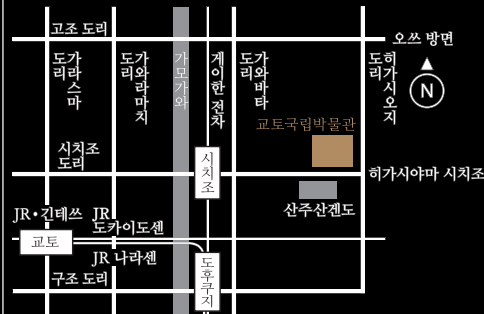 고조 도리
오쓰 방면
가라스마
도리
가와라마치
도리
가모가와
게이한 전차
가와바타
도리
히가시오지
도리
N
교토국립박물관
시치조
도리
시치조
히가시야마 시치조
산주산겐도
JR•긴테쓰
교토
JR
도카이도센
JR 나라센
도후쿠지
구조 도리